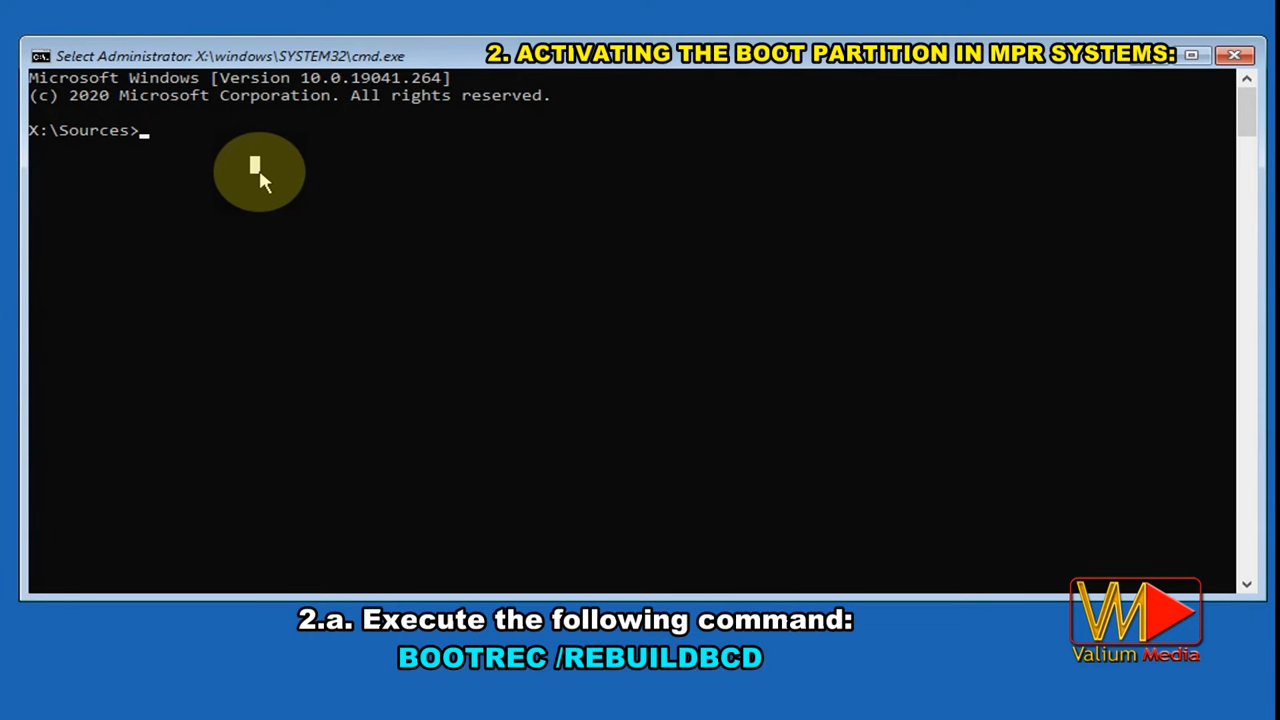 Select Administrator: X:\windows\SYSTEM32\cmd.exe
2. ACTIVATING THE BOOT PARTITION IN MPR SYSTEMS:
Microsoft Windows [Version 10.0.19041.264]
(c) 2020 Microsoft Corporation. All rights reserved.
X:\Sources>
2.a. Execute the following command:
BOOTREC /REBUILDBCD
VM
Valium Media